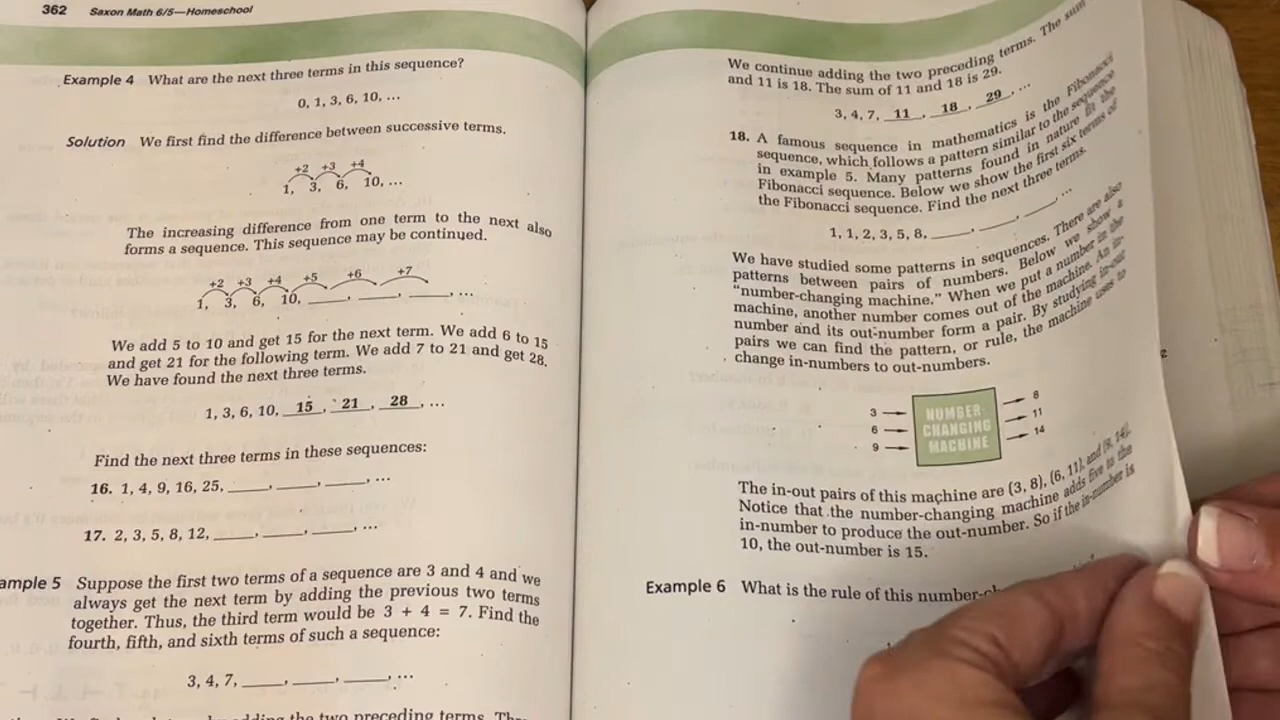 362 Saxon Math 6/5—Homeschool
Example 4 What are the next three terms in this sequence?
0, 1, 3, 6, 10, ...
Solution We first find the difference between successive terms.
+2 +3 +4
1, 3, 6, 10, ...
The increasing difference from one term to the next also
forms a sequence. This sequence may be continued.
+2 +3 +4 +5 +6 +7
1, 3, 6, 10, ____, ____, ____, ...
We add 5 to 10 and get 15 for the next term. We add 6 to 15
and get 21 for the following term. We add 7 to 21 and get 28.
We have found the next three terms.
1, 3, 6, 10, 15, 21, 28, ...
Find the next three terms in these sequences:
16. 1, 4, 9, 16, 25, ____, ____, ____, ...
17. 2, 3, 5, 8, 12, ____, ____, ____, ...
ample 5 Suppose the first two terms of a sequence are 3 and 4 and we
always get the next term by adding the previous two terms
together. Thus, the third term would be 3 + 4 = 7. Find the
fourth, fifth, and sixth terms of such a sequence:
3, 4, 7, ____, ____, ____, ...
adding the two preceding terms.
We continue adding the two preceding terms. The sum
and 11 is 18. The sum of 11 and 18 is 29.
3, 4, 7, 11, 18, 29, ...
18. A famous sequence in mathematics is the Fibonacci
sequence, which follows a pattern similar to the sequence
in example 5. Many patterns found in nature fit the
Fibonacci sequence. Below we show the first six terms of
the Fibonacci sequence. Find the next three terms.
1, 1, 2, 3, 5, 8, ____, ____, ____, ...
We have studied some patterns in sequences. There are also
patterns between pairs of numbers. Below we show a
"number-changing machine." When we put a number in the
machine, another number comes out of the machine. An in-
number and its out-number form a pair. By studying in-out
pairs we can find the pattern, or rule, the machine uses to
change in-numbers to out-numbers.
3 NUMBER- 8
6 CHANGING 11
9 MACHINE 14
2
The in-out pairs of this machine are (3, 8), (6, 11), and (9, 14).
Notice that the number-changing machine adds five to the
in-number to produce the out-number. So if the in-number is
10, the out-number is 15.
Example 6 What is the rule of this number-ch